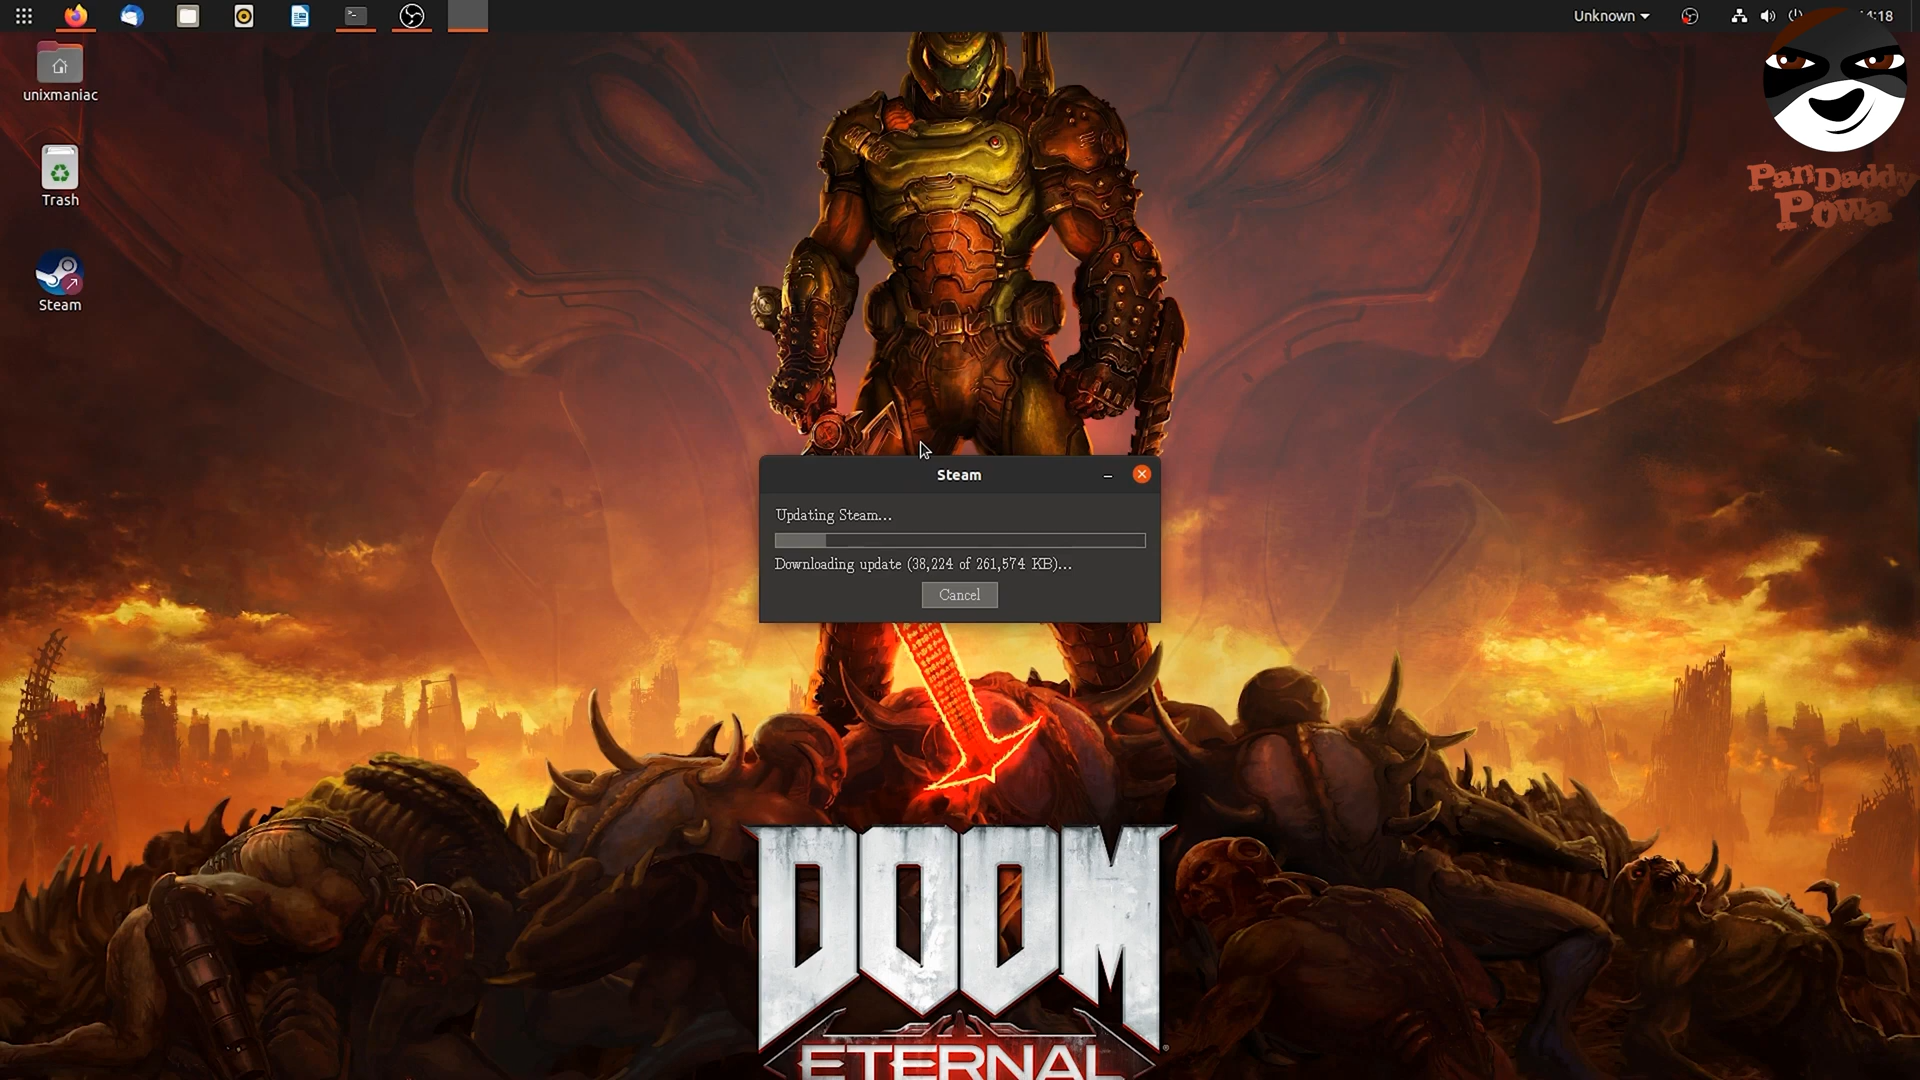 Unknown
unixmaniac
Trash
Steam
PanDaddy
Powa
Steam
Updating Steam...
Downloading update (38,224 of 261,574 KB)...
Cancel
DOOM
ETERNAL